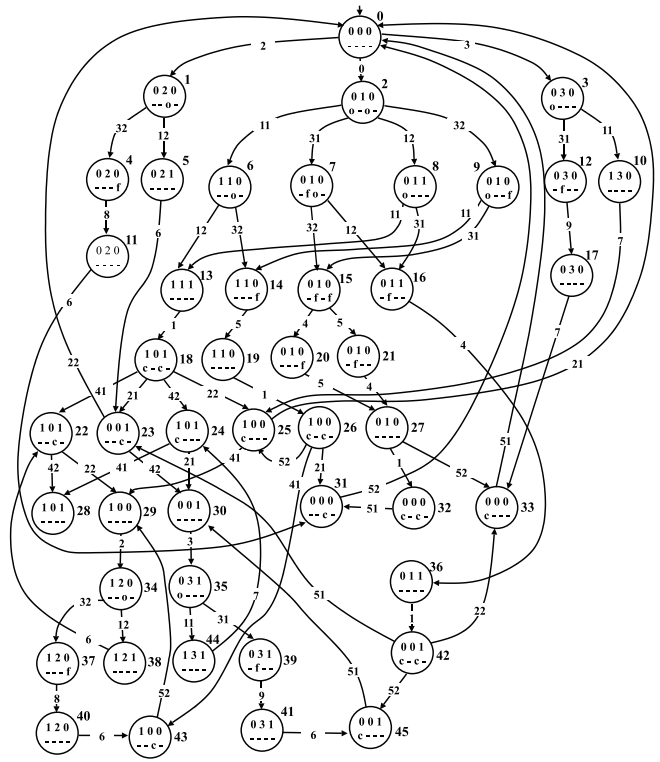 0
0 0 0
- - - -
2
3
0
1
0 2 0
- - o -
2
0 1 0
o - o -
3
0 3 0
o - - -
32
12
11
31
12
32
31
11
4
0 2 0
- - - f
5
0 2 1
- - - -
6
1 1 0
- - o -
7
0 1 0
- f o -
8
0 1 1
o - - -
9
0 1 0
o - - f
12
0 3 0
- f - -
10
1 3 0
- - - -
8
6
12
32
32
12
11
31
11
31
9
7
11
0 2 0
- - - -
17
0 3 0
- - - -
13
1 1 1
- - - -
14
1 1 0
- - - f
15
0 1 0
- f - f
16
0 1 1
- f - -
6
1
5
4
5
7
4
18
1 0 1
c - c -
19
1 1 0
- - - -
20
0 1 0
- - - f
21
0 1 0
- f - -
22
21
41
21
42
22
1
5
4
22
1 0 1
- - c -
23
0 0 1
- - c -
24
1 0 1
c - - -
25
1 0 0
c - - -
26
1 0 0
c - c -
27
0 1 0
- - - -
51
42
22
41
42
21
41
52
21
41
1
52
52
28
1 0 1
- - - -
29
1 0 0
- - - -
30
0 0 1
- - - -
31
0 0 0
- - c -
51
32
0 0 0
c - c -
33
0 0 0
c - - -
2
3
36
0 1 1
- - - -
34
1 2 0
- - o -
35
0 3 1
o - - -
32
12
6
11
31
7
51
1
22
37
1 2 0
- - - f
38
1 2 1
- - - -
44
1 3 1
- - - -
39
0 3 1
- f - -
42
0 0 1
c - c -
8
52
9
51
52
40
1 2 0
- - - -
6
43
1 0 0
- - c -
41
0 3 1
- - - -
6
45
0 0 1
c - - -